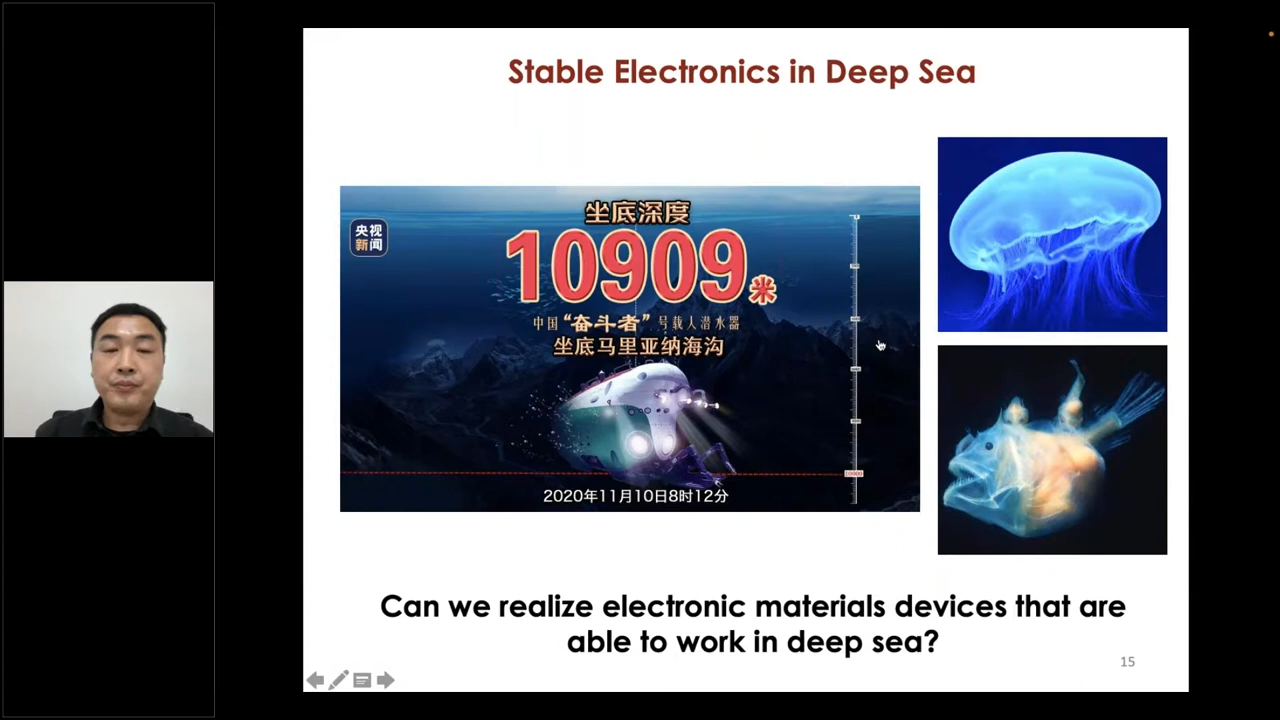 Stable Electronics in Deep Sea
央视
新闻
坐底深度
10909米
中国“奋斗者”号载人潜水器
坐底马里亚纳海沟
2020年11月10日8时12分
Can we realize electronic materials devices that are
able to work in deep sea?
15